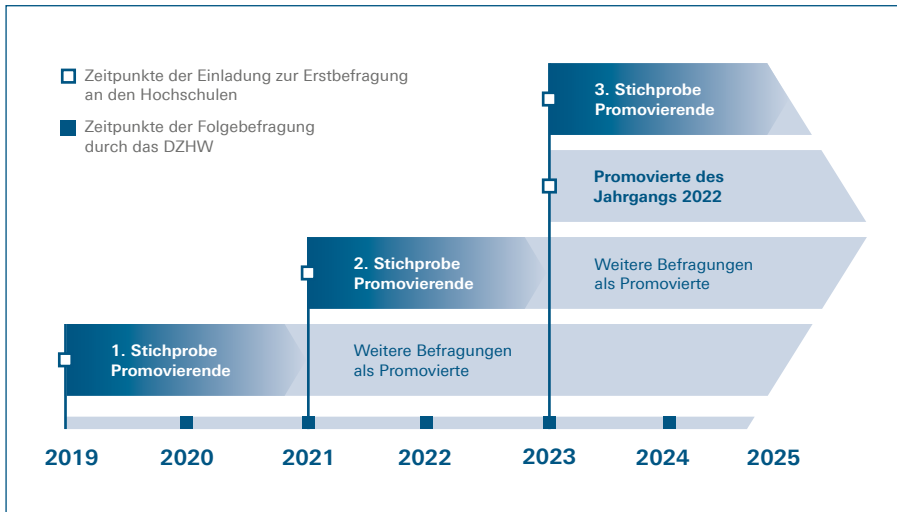 Zeitpunkte der Einladung zur Erstbefragung
an den Hochschulen
Zeitpunkte der Folgebefragung
durch das DZHW
3. Stichprobe
Promovierende
Promovierte des
Jahrgangs 2022
2. Stichprobe
Promovierende
Weitere Befragungen
als Promovierte
1. Stichprobe
Promovierende
Weitere Befragungen
als Promovierte
2019 2020 2021 2022 2023 2024 2025